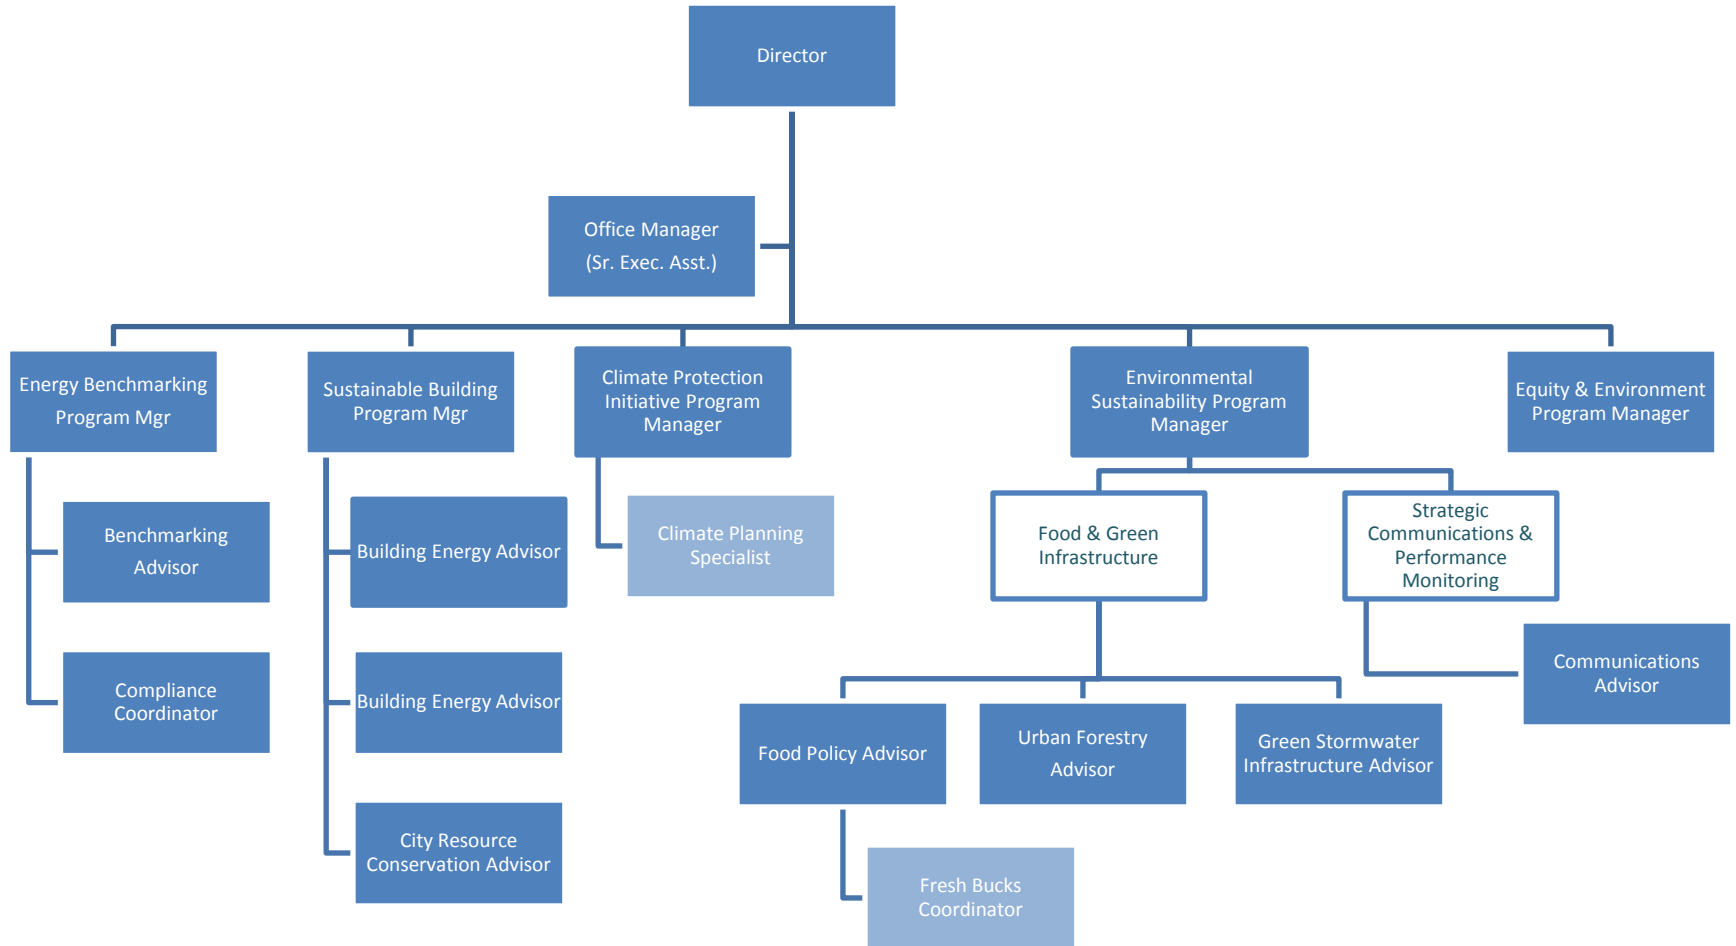 Director
Office Manager
(Sr. Exec. Asst.)
Energy Benchmarking
Program Mgr
Sustainable Building
Program Mgr
Climate Protection
Initiative Program
Manager
Environmental
Sustainability Program
Manager
Equity & Environment
Program Manager
Benchmarking
Advisor
Building Energy Advisor
Climate Planning
Specialist
Food & Green
Infrastructure
Strategic
Communications &
Performance
Monitoring
Compliance
Coordinator
Building Energy Advisor
Food Policy Advisor
Urban Forestry
Advisor
Green Stormwater
Infrastructure Advisor
Communications
Advisor
City Resource
Conservation Advisor
Fresh Bucks
Coordinator